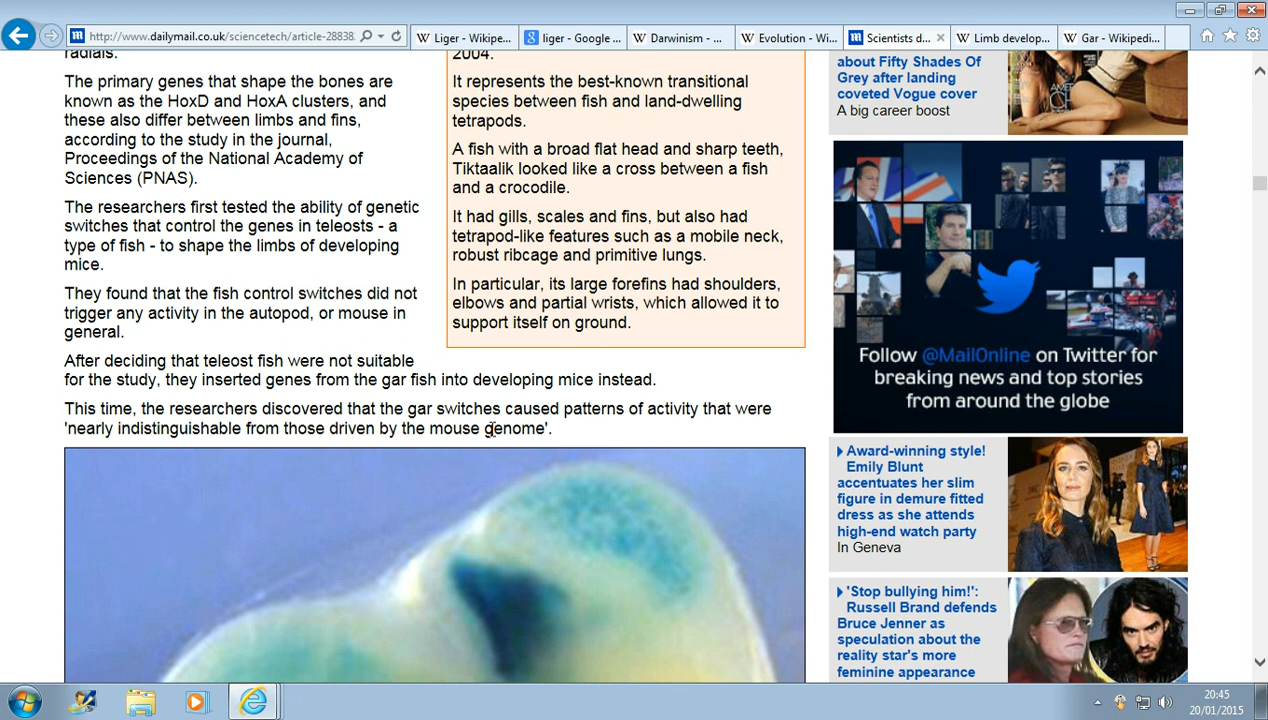 http://www.dailymail.co.uk/sciencetech/article-28838
Liger - Wikipe...
liger - Google ...
Darwinism - ...
Evolution - Wi...
Scientists d...
Limb develop...
Gar - Wikipedi...
radials.
The primary genes that shape the bones are
known as the HoxD and HoxA clusters, and
these also differ between limbs and fins,
according to the study in the journal,
Proceedings of the National Academy of
Sciences (PNAS).
The researchers first tested the ability of genetic
switches that control the genes in teleosts - a
type of fish - to shape the limbs of developing
mice.
They found that the fish control switches did not
trigger any activity in the autopod, or mouse in
general.
After deciding that teleost fish were not suitable
for the study, they inserted genes from the gar fish into developing mice instead.
This time, the researchers discovered that the gar switches caused patterns of activity that were
'nearly indistinguishable from those driven by the mouse genome'.
2004.
It represents the best-known transitional
species between fish and land-dwelling
tetrapods.
A fish with a broad flat head and sharp teeth,
Tiktaalik looked like a cross between a fish
and a crocodile.
It had gills, scales and fins, but also had
tetrapod-like features such as a mobile neck,
robust ribcage and primitive lungs.
In particular, its large forefins had shoulders,
elbows and partial wrists, which allowed it to
support itself on ground.
about Fifty Shades Of
Grey after landing
coveted Vogue cover
A big career boost
Follow @MailOnline on Twitter for
breaking news and top stories
from around the globe
Award-winning style!
Emily Blunt
accentuates her slim
figure in demure fitted
dress as she attends
high-end watch party
In Geneva
'Stop bullying him!':
Russell Brand defends
Bruce Jenner as
speculation about the
reality star's more
feminine appearance
20:45
20/01/2015